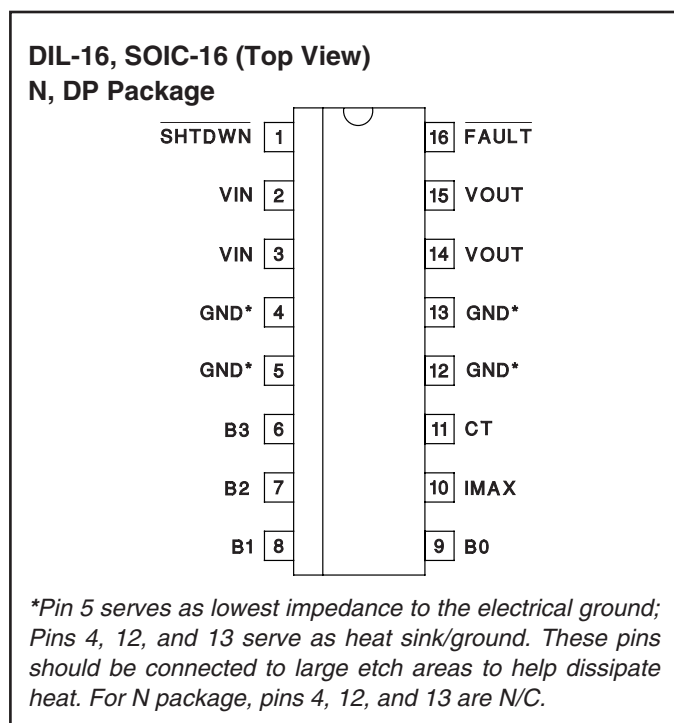 DIL-16, SOIC-16 (Top View)
N, DP Package
SHTDWN 1 16 FAULT
VIN 2 15 VOUT
VIN 3 14 VOUT
GND* 4 13 GND*
GND* 5 12 GND*
B3 6 11 CT
B2 7 10 IMAX
B1 8 9 B0
*Pin 5 serves as lowest impedance to the electrical ground;
Pins 4, 12, and 13 serve as heat sink/ground. These pins
should be connected to large etch areas to help dissipate
heat. For N package, pins 4, 12, and 13 are N/C.